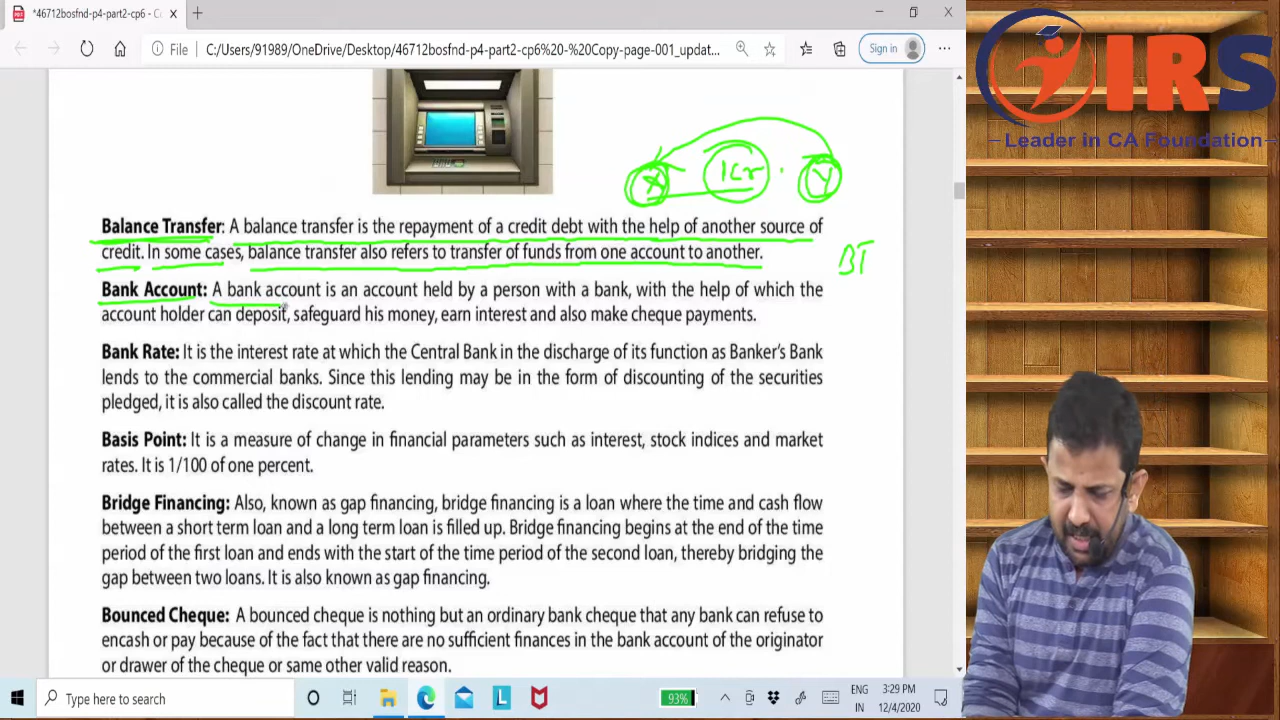 *46712bosfnd-p4-part2-cp6 - C
File
C:/Users/91989/OneDrive/Desktop/46712bosfnd-p4-part2-cp6%20-%20Copy-page-001_updat...
Sign in
IRS
Leader in CA Foundation
X
1Cr
Y
BT
Balance Transfer: A balance transfer is the repayment of a credit debt with the help of another source of
credit. In some cases, balance transfer also refers to transfer of funds from one account to another.
Bank Account: A bank account is an account held by a person with a bank, with the help of which the
account holder can deposit, safeguard his money, earn interest and also make cheque payments.
Bank Rate: It is the interest rate at which the Central Bank in the discharge of its function as Banker's Bank
lends to the commercial banks. Since this lending may be in the form of discounting of the securities
pledged, it is also called the discount rate.
Basis Point: It is a measure of change in financial parameters such as interest, stock indices and market
rates. It is 1/100 of one percent.
Bridge Financing: Also, known as gap financing, bridge financing is a loan where the time and cash flow
between a short term loan and a long term loan is filled up. Bridge financing begins at the end of the time
period of the first loan and ends with the start of the time period of the second loan, thereby bridging the
gap between two loans. It is also known as gap financing.
Bounced Cheque: A bounced cheque is nothing but an ordinary bank cheque that any bank can refuse to
encash or pay because of the fact that there are no sufficient finances in the bank account of the originator
or drawer of the cheque or same other valid reason.
Type here to search
93%
ENG
IN
3:29 PM
12/4/2020